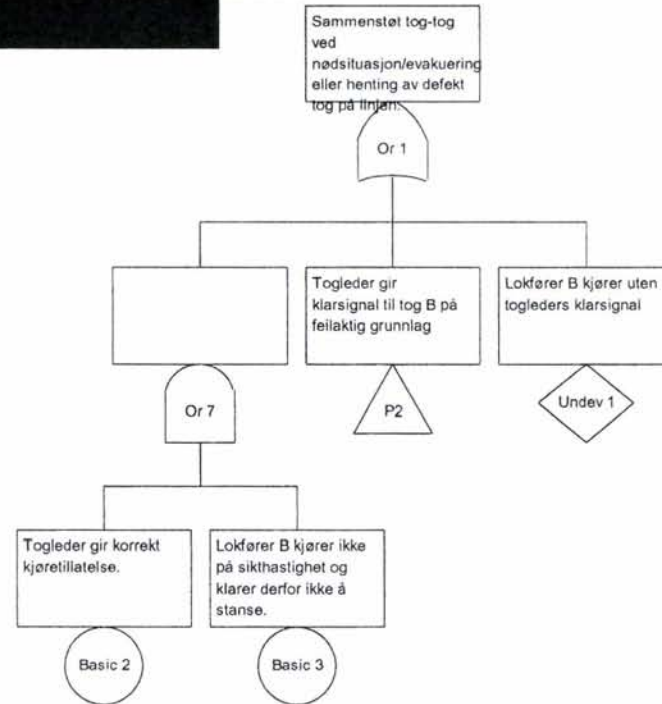 Sammenstøt tog-tog
ved
nødsituasjon/evakuering
eller henting av defekt
tog på linjen.
Or 1
Togleder gir
klarsignal til tog B på
feilaktig grunnlag
Lokfører B kjører uten
togleders klarsignal
Or 7
P2
Undev 1
Togleder gir korrekt
kjøretillatelse.
Lokfører B kjører ikke
på sikthastighet og
klarer derfor ikke å
stanse.
Basic 2
Basic 3